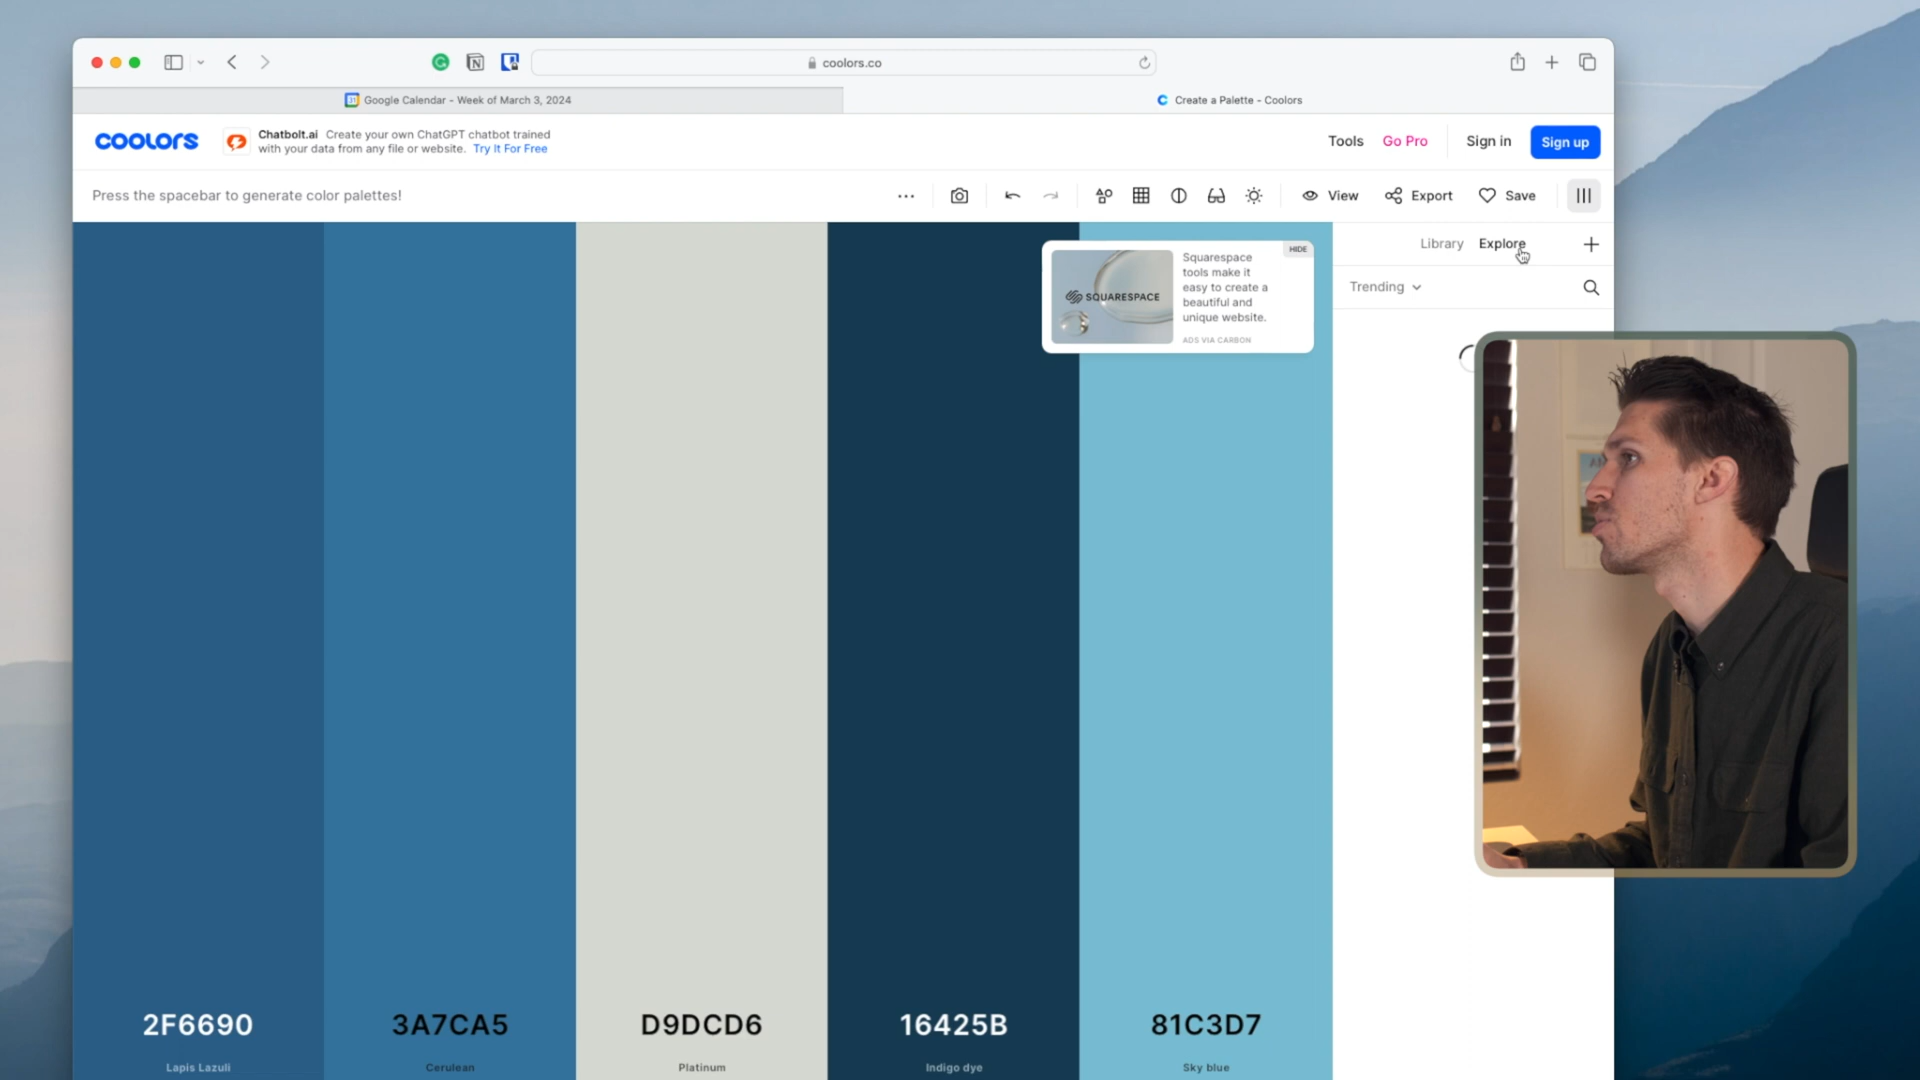 coolors.co
Google Calendar - Week of March 3, 2024
Create a Palette - Coolors
coolors
Chatbolt.ai Create your own ChatGPT chatbot trained
with your data from any file or website. Try It For Free
Tools
Go Pro
Sign in
Sign up
Press the spacebar to generate color palettes!
View
Export
Save
Library
Explore
Trending
HIDE
SQUARESPACE
Squarespace
tools make it
easy to create a
beautiful and
unique website.
ADS VIA CARBON
2F6690
3A7CA5
D9DCD6
16425B
81C3D7
Lapis Lazuli
Cerulean
Platinum
Indigo dye
Sky blue